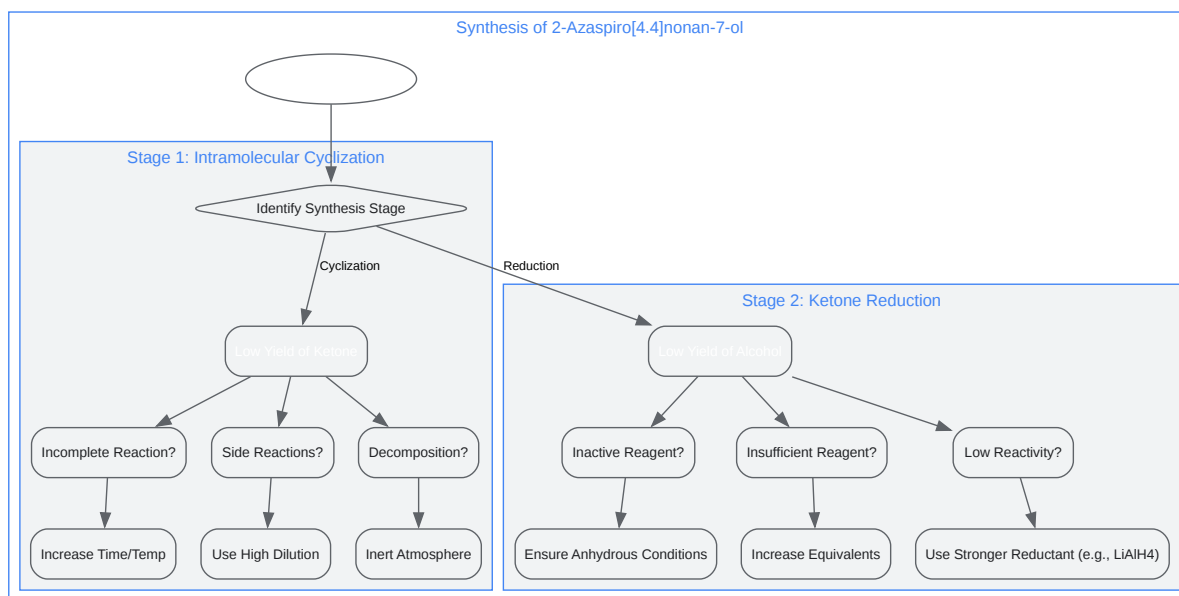 Synthesis of 2-Azaspiro[4.4]nonan-7-ol
Stage 1: Intramolecular Cyclization
Identify Synthesis Stage
Cyclization
Reduction
Stage 2: Ketone Reduction
Low Yield of Ketone
Low Yield of Alcohol
Incomplete Reaction?
Side Reactions?
Decomposition?
Inactive Reagent?
Insufficient Reagent?
Low Reactivity?
Increase Time/Temp
Use High Dilution
Inert Atmosphere
Ensure Anhydrous Conditions
Increase Equivalents
Use Stronger Reductant (e.g., LiAlH4)